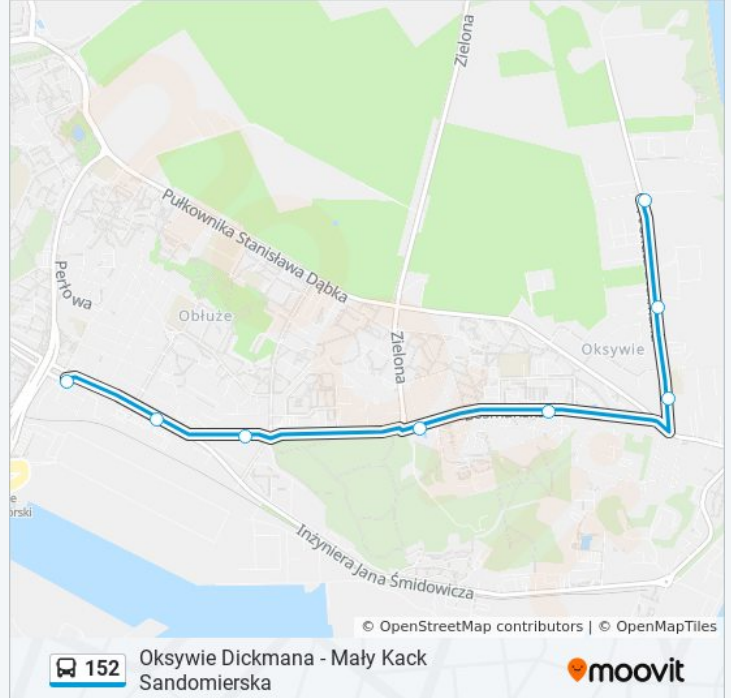 Zielona
Pułkownika Stanisława Dąbka
Perłowa
Obłuże
Zielona
Oksywie
e
rski
Inżyniera Jana Śmidowicza
© OpenStreetMap contributors | © OpenMapTiles
152
Oksywie Dickmana - Mały Kack
Sandomierska
moovit